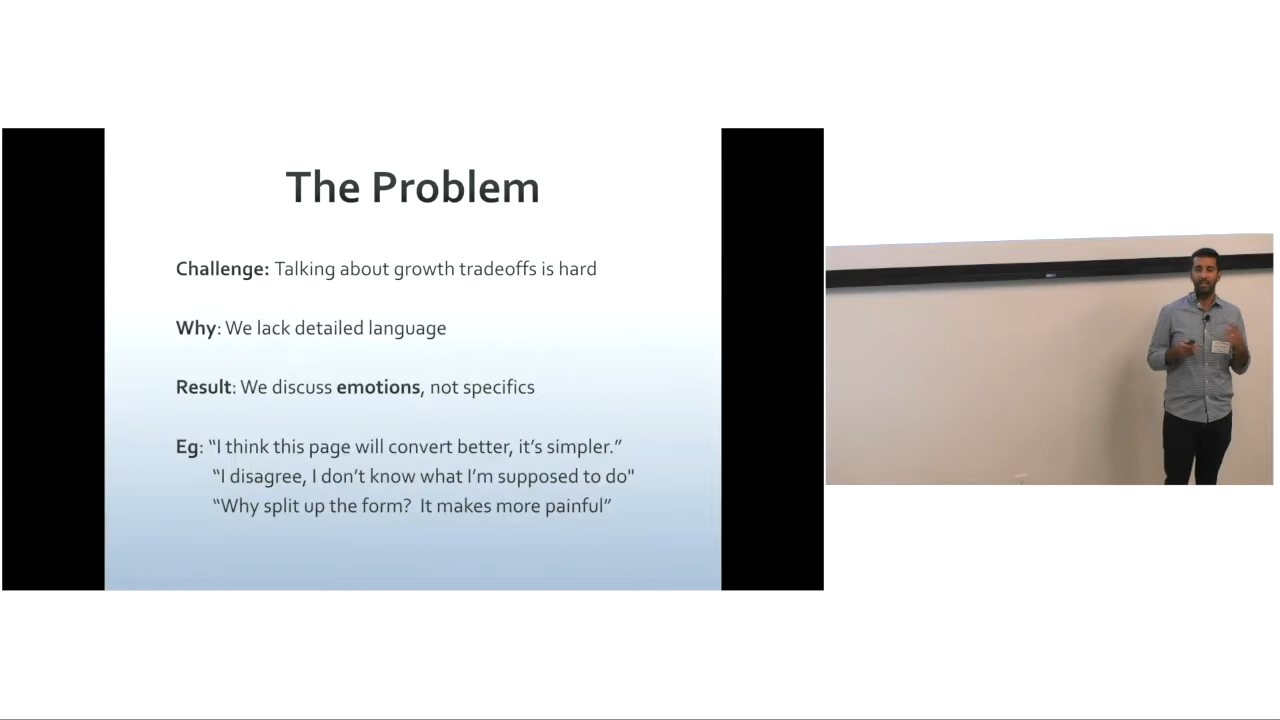 The Problem
Challenge: Talking about growth tradeoffs is hard
Why: We lack detailed language
Result: We discuss emotions, not specifics
Eg: “I think this page will convert better, it’s simpler.”
“I disagree, I don’t know what I’m supposed to do"
“Why split up the form?  It makes more painful”